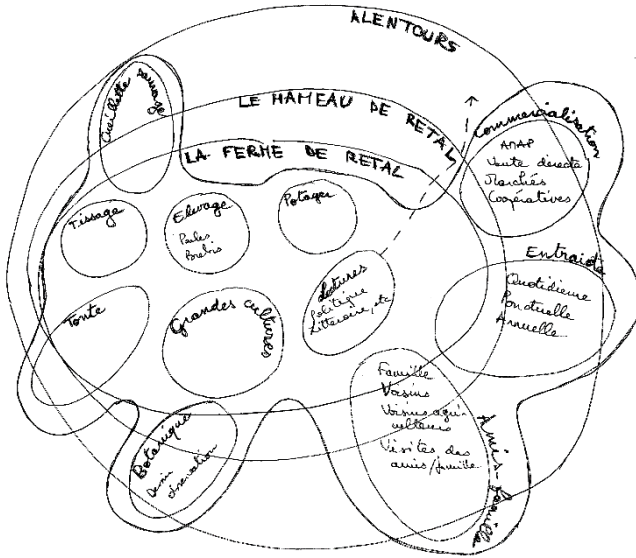 ALENTOURS
Cueillette sauvage
LE HAMEAU DE RETAL
LA FERME DE RETAL
Commercialisation
AMAP
Vente directe
Marchés
Coopératives
Tissage
Elevage
Poules
Brebis
Potager
Lectures
Politique
Littéraire, etc
Entraide
Quotidienne
Ponctuelle
Annuelle
Tonte
Grandes cultures
Famille
Voisins
Voisins agri-
culteurs
Visites des
amis/famille
Amis-famille
Botanique
Semis